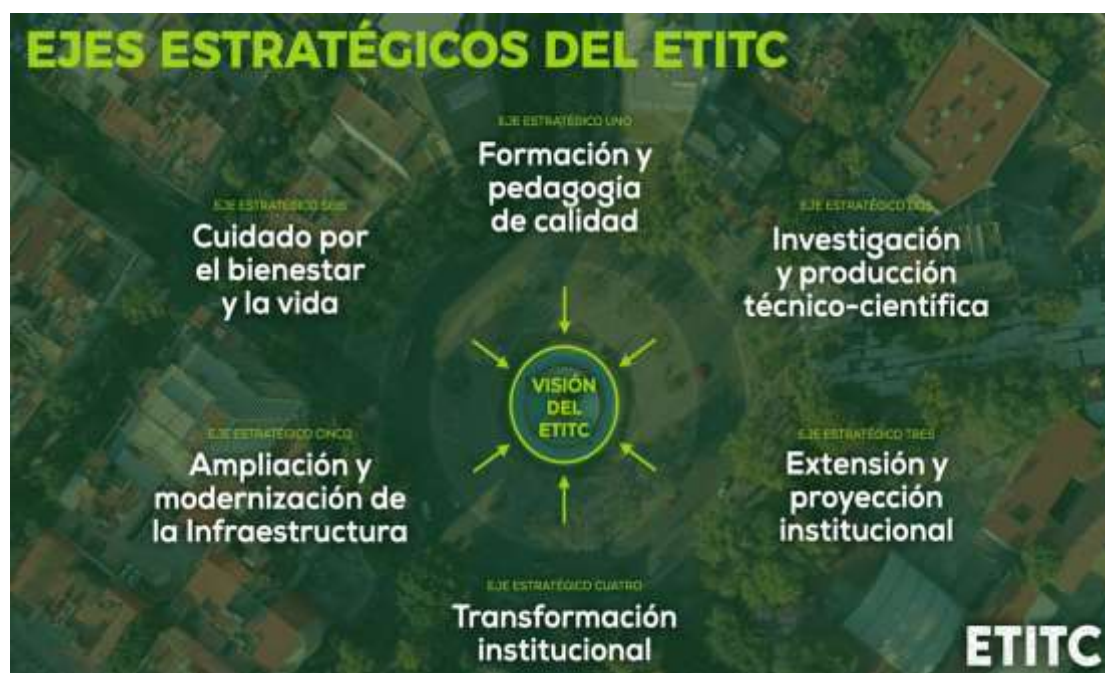 EJES ESTRATÉGICOS DEL ETITC
EJE ESTRATÉGICO UNO
Formación y
pedagogía
de calidad
EJE ESTRATÉGICO DOS
Investigación
y producción
técnico-científica
EJE ESTRATÉGICO TRES
Extensión y
proyección
institucional
EJE ESTRATÉGICO CUATRO
Transformación
institucional
EJE ESTRATÉGICO CINCO
Ampliación y
modernización de
la Infraestructura
EJE ESTRATÉGICO SEIS
Cuidado por
el bienestar
y la vida
VISIÓN
DEL
ETITC
ETITC